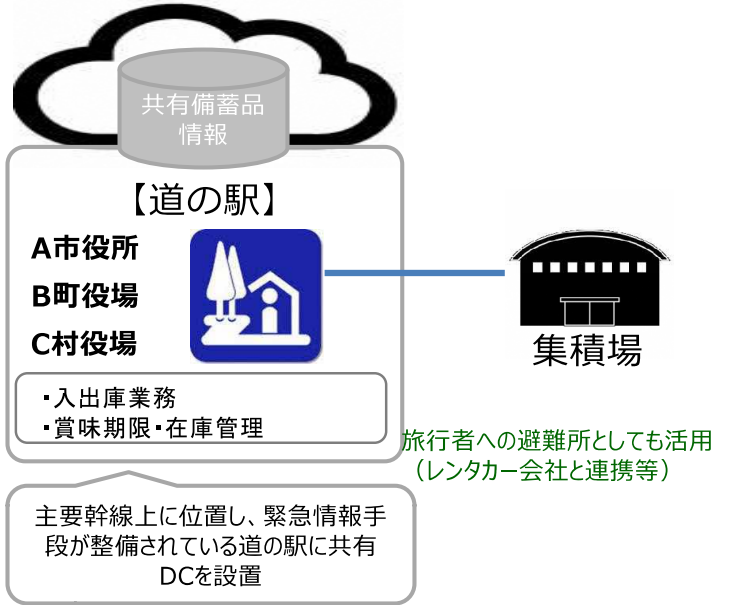 共有備蓄品
情報
【道の駅】
A市役所
B町役場
C村役場
・入出庫業務
・賞味期限・在庫管理
集積場
旅行者への避難所としても活用
（レンタカー会社と連携等）
主要幹線上に位置し、緊急情報手
段が整備されている道の駅に共有
DCを設置